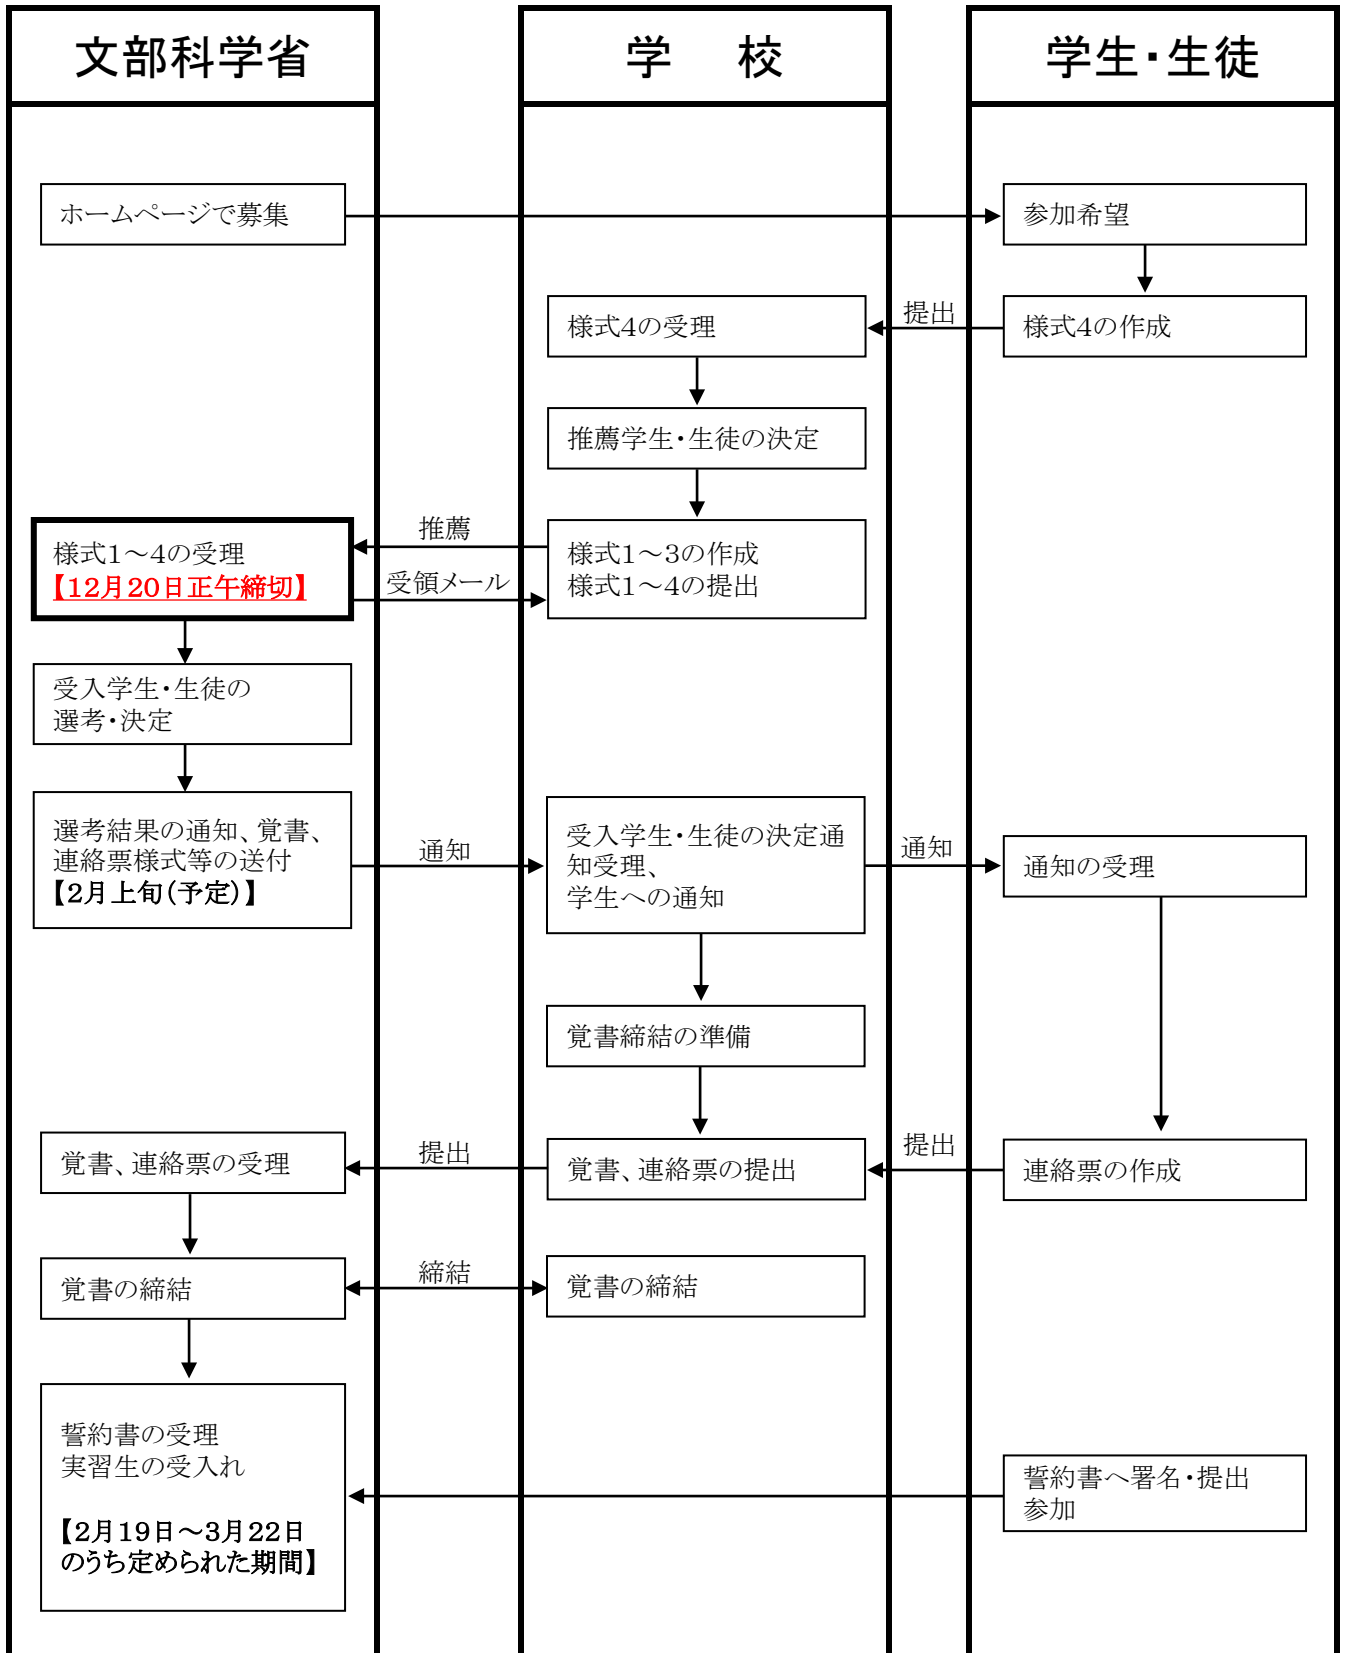 文部科学省
学　校
学生・生徒
ホームページで募集
参加希望
様式4の受理
提出
様式4の作成
推薦学生・生徒の決定
様式1～4の受理
【12月20日正午締切】
推薦
受領メール
様式1～3の作成
様式1～4の提出
受入学生・生徒の
選考・決定
選考結果の通知、覚書、
連絡票様式等の送付
【2月上旬(予定)】
通知
受入学生・生徒の決定通
知受理、
学生への通知
通知
通知の受理
覚書締結の準備
覚書、連絡票の受理
提出
覚書、連絡票の提出
提出
連絡票の作成
覚書の締結
締結
覚書の締結
誓約書の受理
実習生の受入れ
【2月19日～3月22日
のうち定められた期間】
誓約書へ署名・提出
参加